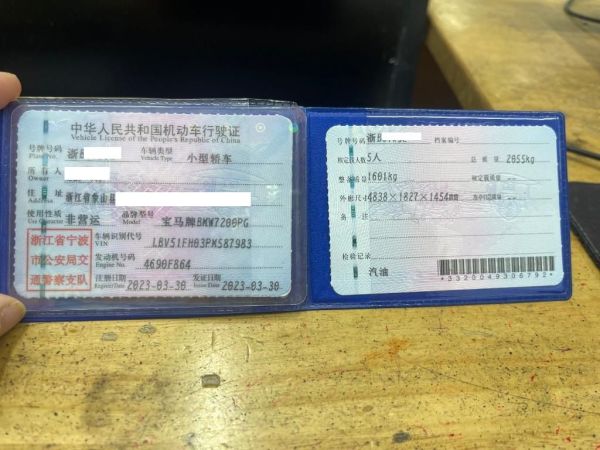 中华人民共和国机动车行驶证
Vehicle License of the People's Republic of China
号牌号码 浙B 车辆类型 小型轿车
Plate No. Vehicle Type
所有人
Owner
住址 浙江省象山县
Address
使用性质 非营运 品牌型号 宝马牌BMW7200PG
Use Character Model
浙江省宁波
市公安局交
通警察支队
车辆识别代号 LBV51FH03PMS87983
VIN
发动机号码 4690F864
Engine No.
注册日期 2023-03-30 发证日期 2023-03-30
Register Date Issue Date
号牌号码 浙B 档案编号
核定载人数 5人 总质量 2055kg
整备质量 1601kg 核定载质量
外廓尺寸 4838×1827×1454mm 准牵引总质量
备注
检验记录
汽油
*3320049306792*